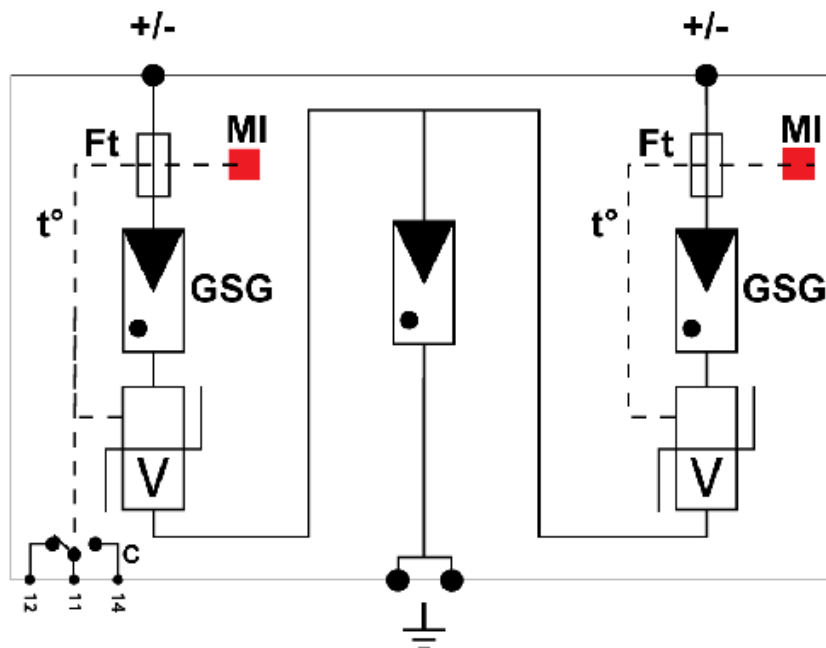 +/- +/-
Ft MI Ft MI
t° t°
GSG GSG
V V
C
12 11 14